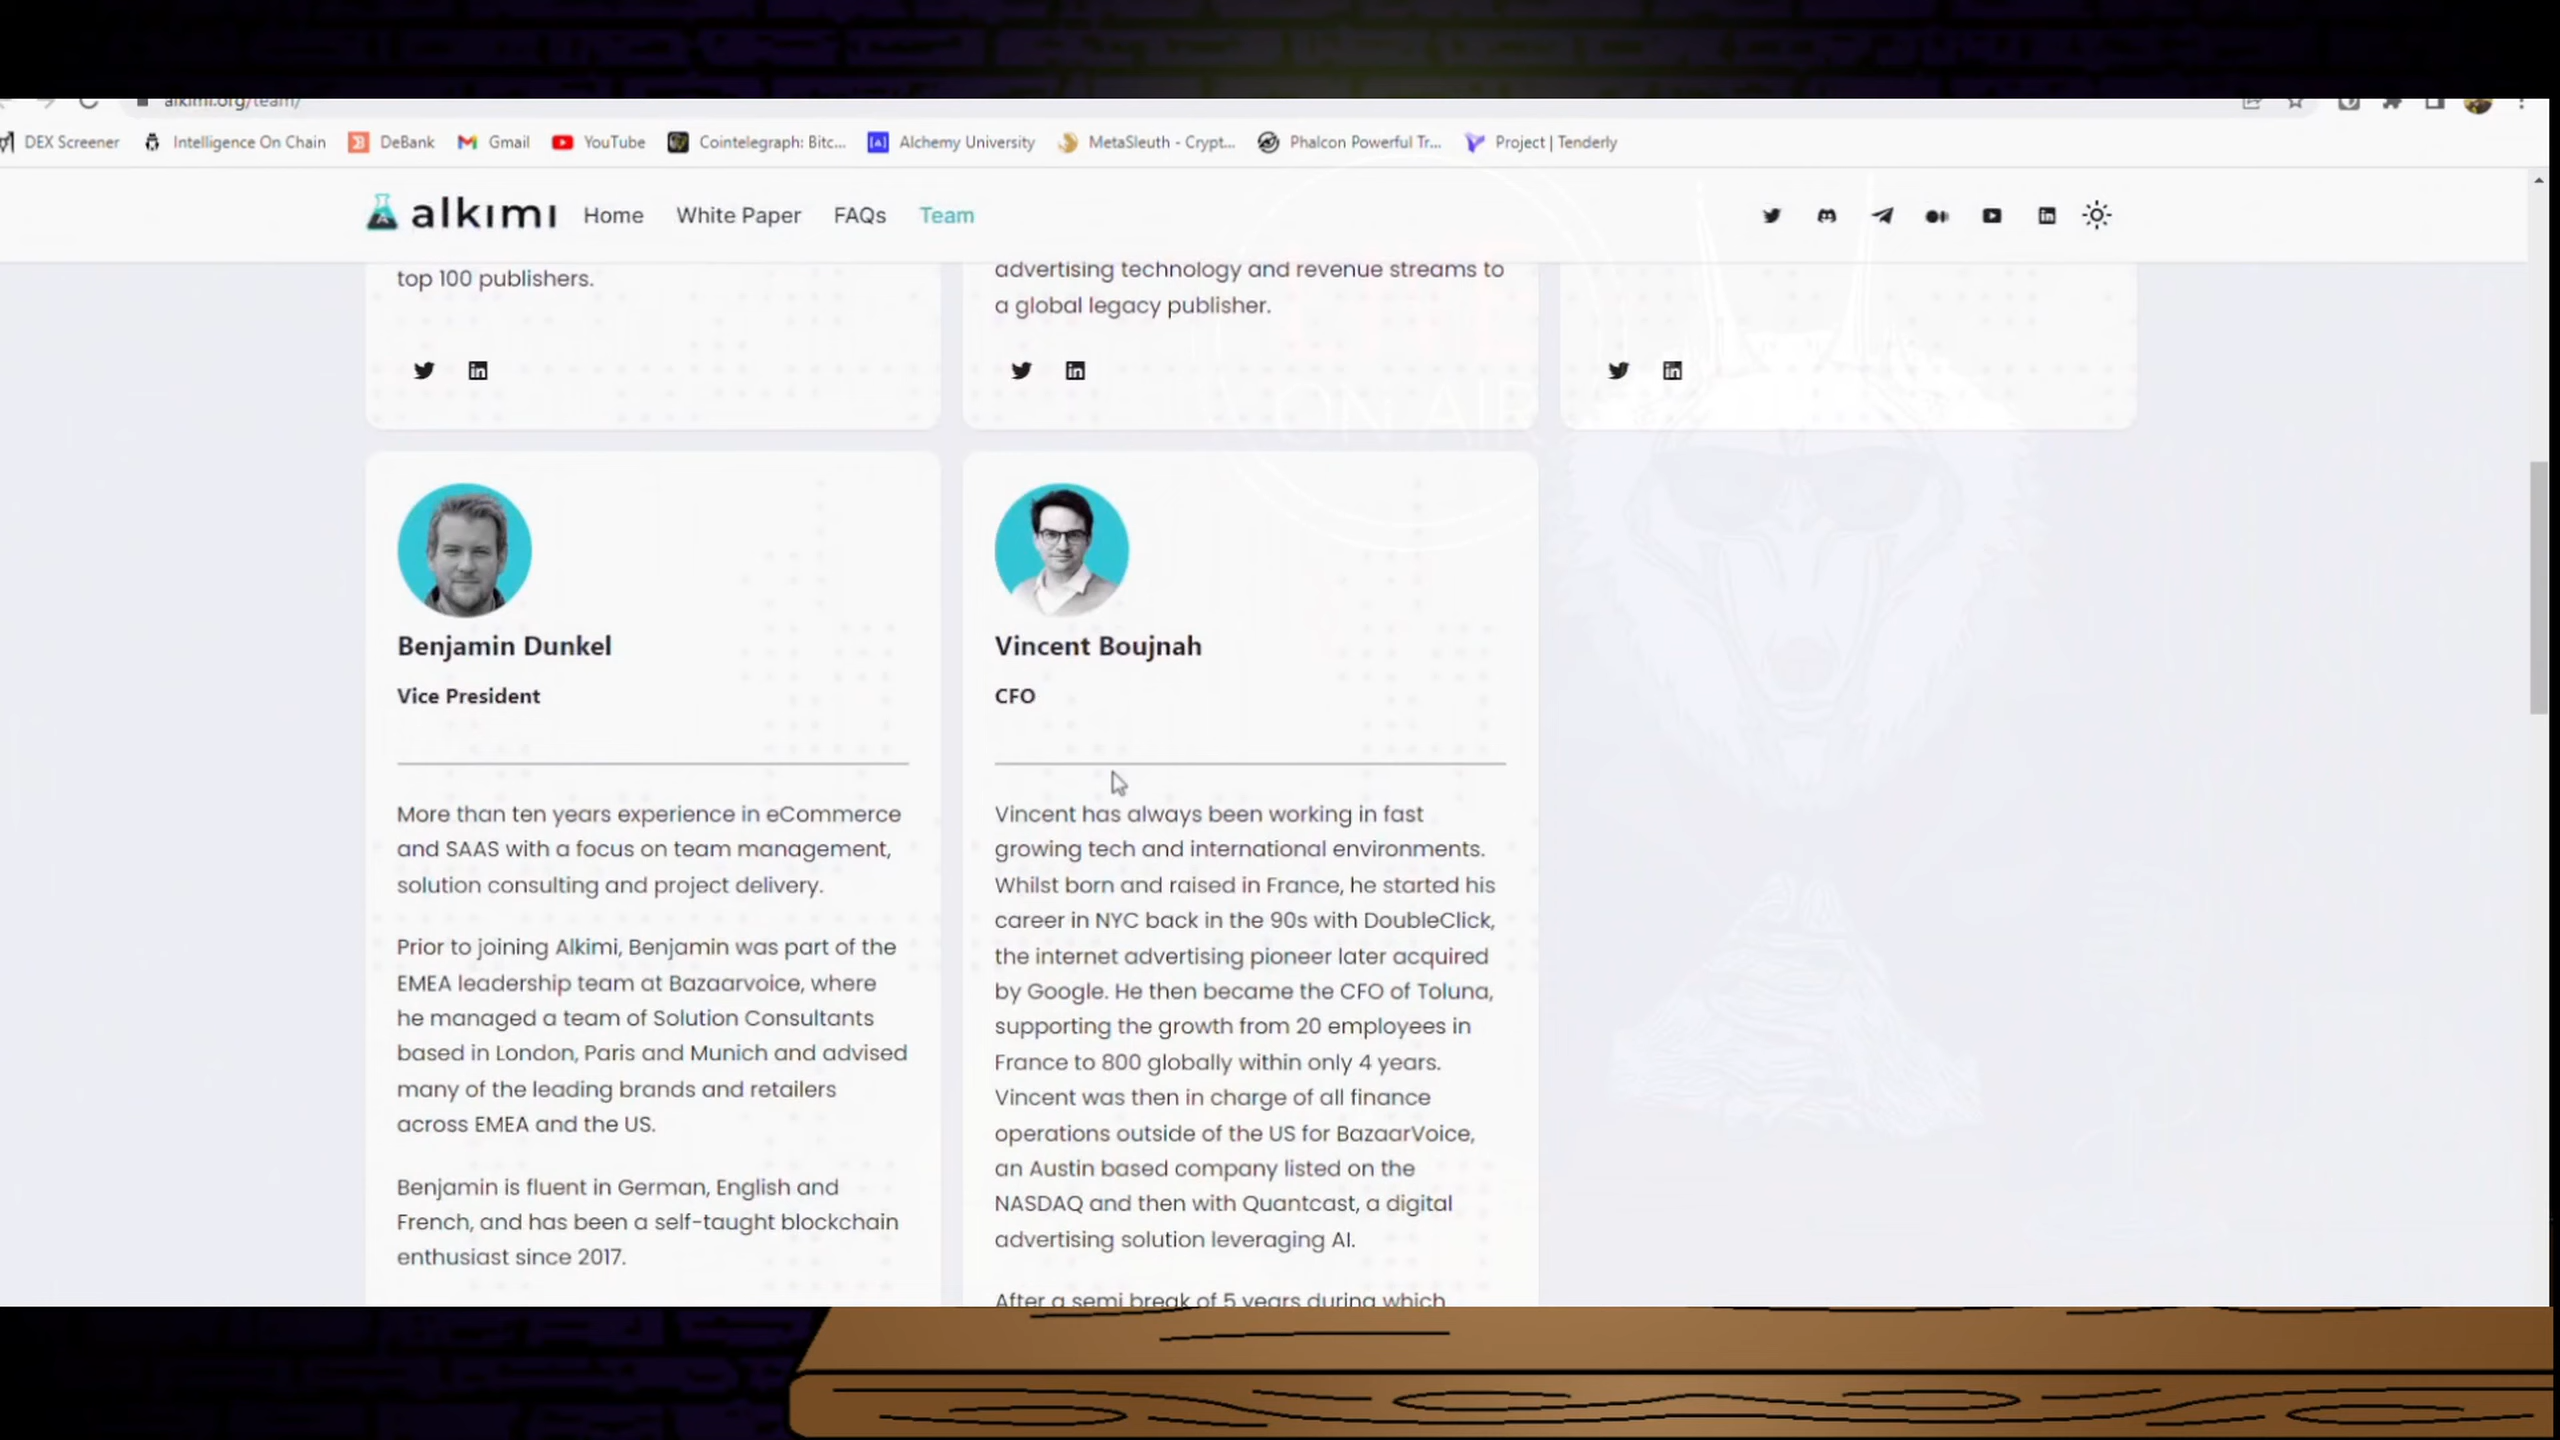 alkimi.org/team/
DEX Screener Intelligence On Chain DeBank Gmail YouTube Cointelegraph: Bitc... Alchemy University MetaSleuth - Crypt... Phalcon Powerful Tr... Project | Tenderly
alkimi Home White Paper FAQs Team
top 100 publishers.
advertising technology and revenue streams to
a global legacy publisher.
ON AIR
Benjamin Dunkel
Vice President
More than ten years experience in eCommerce
and SAAS with a focus on team management,
solution consulting and project delivery.
Prior to joining Alkimi, Benjamin was part of the
EMEA leadership team at Bazaarvoice, where
he managed a team of Solution Consultants
based in London, Paris and Munich and advised
many of the leading brands and retailers
across EMEA and the US.
Benjamin is fluent in German, English and
French, and has been a self-taught blockchain
enthusiast since 2017.
Vincent Boujnah
CFO
Vincent has always been working in fast
growing tech and international environments.
Whilst born and raised in France, he started his
career in NYC back in the 90s with DoubleClick,
the internet advertising pioneer later acquired
by Google. He then became the CFO of Toluna,
supporting the growth from 20 employees in
France to 800 globally within only 4 years.
Vincent was then in charge of all finance
operations outside of the US for BazaarVoice,
an Austin based company listed on the
NASDAQ and then with Quantcast, a digital
advertising solution leveraging AI.
After a semi break of 5 years during which